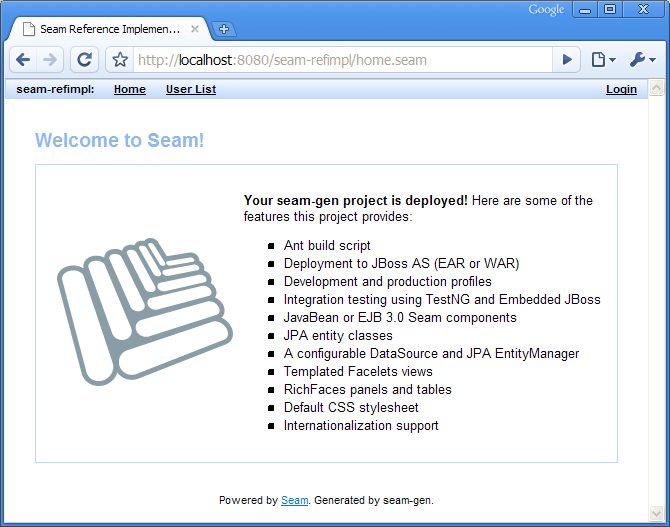 Google
Seam Reference Implemen...
http://localhost:8080/seam-refimpl/home.seam
seam-refimpl: Home User List Login
Welcome to Seam!
Your seam-gen project is deployed! Here are some of the
features this project provides:
Ant build script
Deployment to JBoss AS (EAR or WAR)
Development and production profiles
Integration testing using TestNG and Embedded JBoss
JavaBean or EJB 3.0 Seam components
JPA entity classes
A configurable DataSource and JPA EntityManager
Templated Facelets views
RichFaces panels and tables
Default CSS stylesheet
Internationalization support
Powered by Seam. Generated by seam-gen.